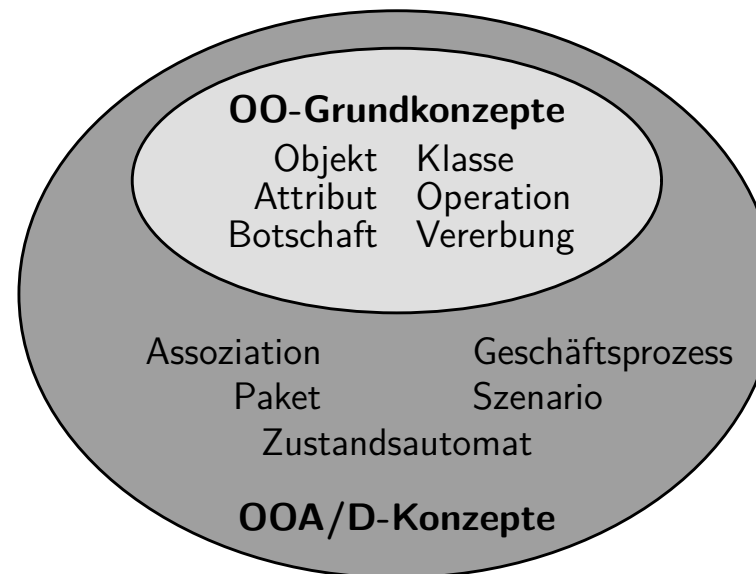 OO-Grundkonzepte
Objekt Klasse
Attribut Operation
Botschaft Vererbung
Assoziation Geschäftsprozess
Paket Szenario
Zustandsautomat
OOA/D-Konzepte